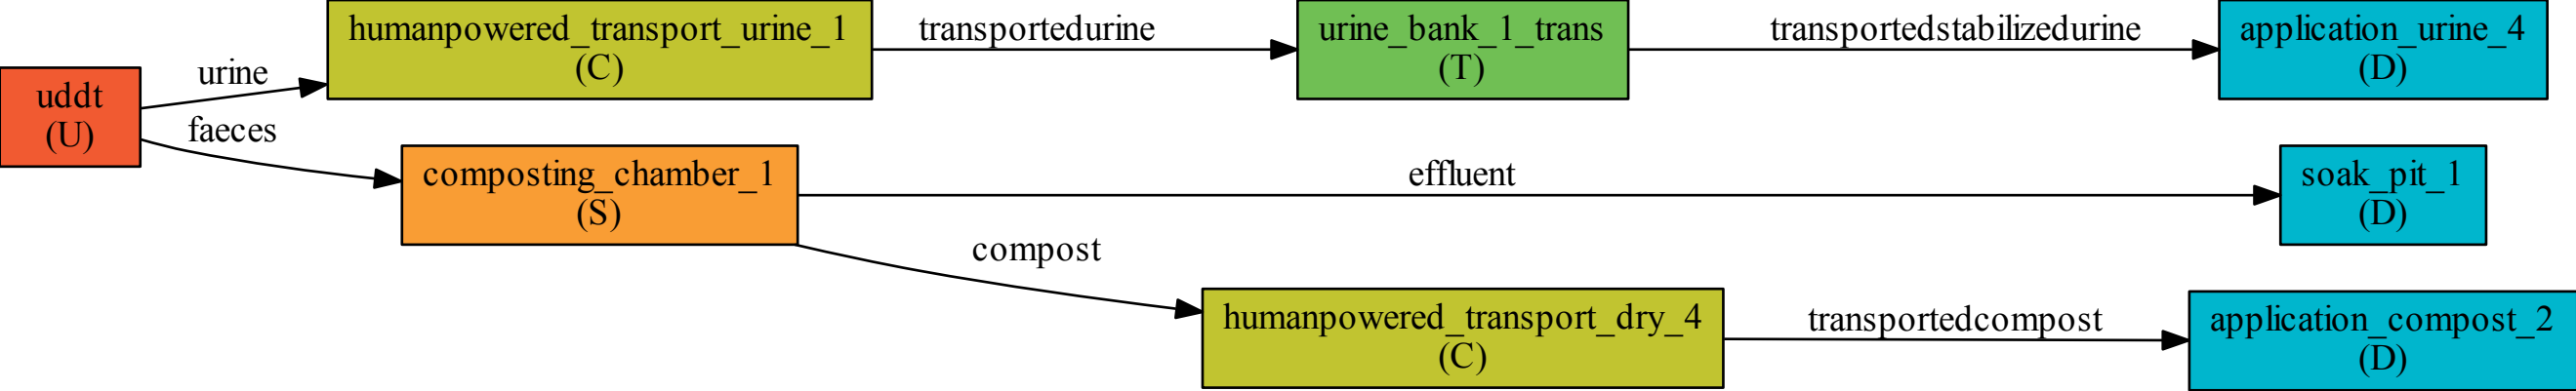 humanpowered_transport_urine_1
(C)
transportedurine
urine_bank_1_trans
(T)
transportedstabilizedurine
application_urine_4
(D)
uddt
(U)
urine
faeces
composting_chamber_1
(S)
effluent
soak_pit_1
(D)
compost
humanpowered_transport_dry_4
(C)
transportedcompost
application_compost_2
(D)